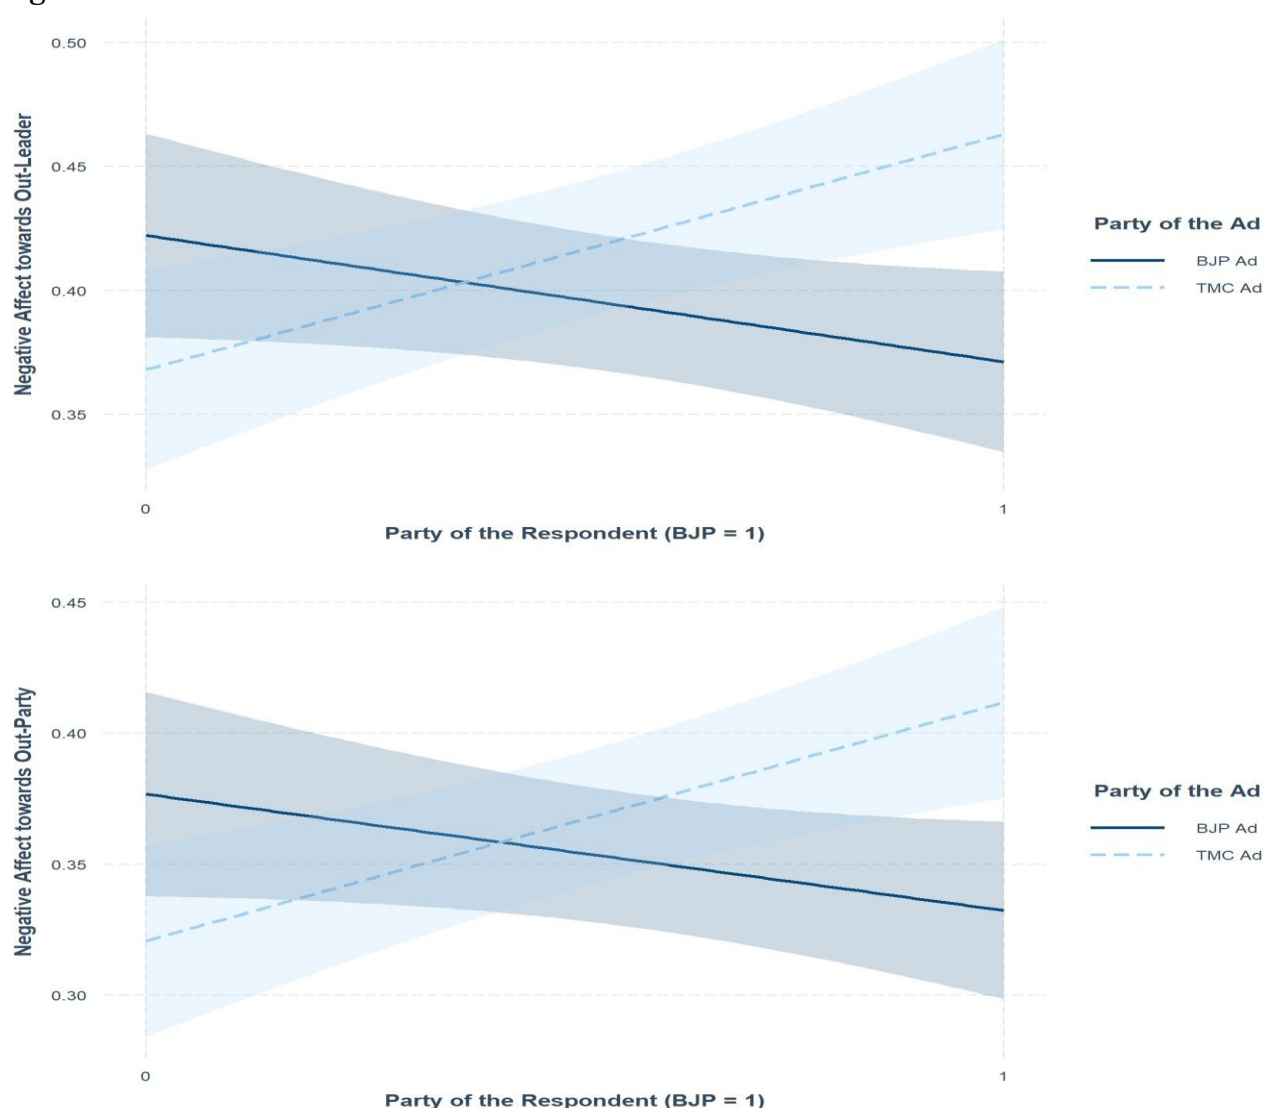 0.50
0.45
0.40
0.35
Negative Affect towards Out-Leader
0
1
Party of the Respondent (BJP = 1)
Party of the Ad
BJP Ad
TMC Ad
0.45
0.40
0.35
0.30
Negative Affect towards Out-Party
0
1
Party of the Respondent (BJP = 1)
Party of the Ad
BJP Ad
TMC Ad